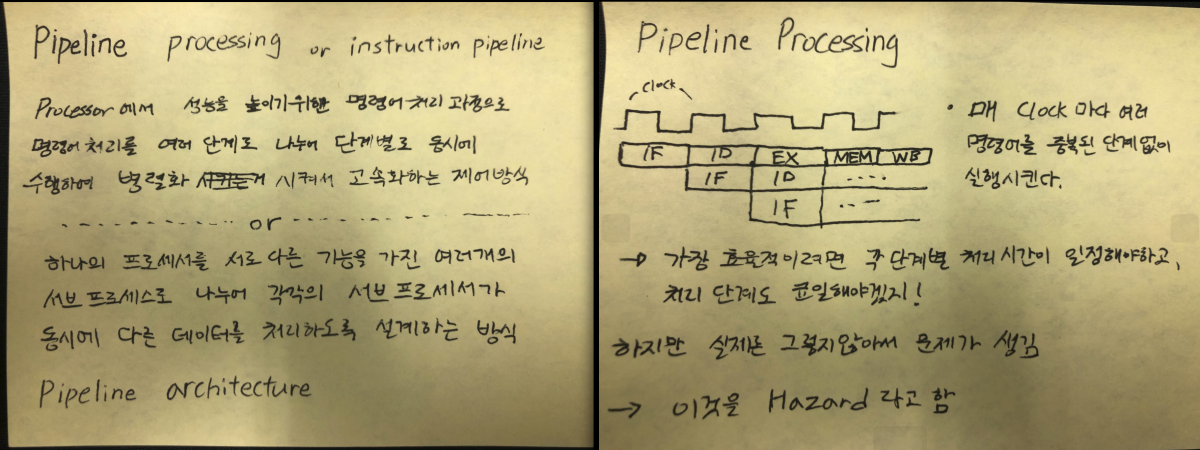 Pipeline processing or instruction pipeline
Processor에서 성능을 높이기위한 명령어 처리 과정으로
명령어 처리를 여러 단계로 나누어 단계별로 동시에
수행하여 병렬화 시켜서 고속화하는 제어방식
or
하나의 프로세서를 서로 다른 기능을 가진 여러개의
서브 프로세스로 나누어 각각의 서브 프로세서가
동시에 다른 데이터를 처리하도록 설계하는 방식
Pipeline architecture
Pipeline Processing
Clock
IF ID EX MEM WB
IF ID ....
IF ....
• 매 Clock 마다 여러
명령어를 중복된 단계없이
실행시킨다.
→ 가장 효율적이려면 각 단계별 처리시간이 일정해야하고,
처리 단계도 균일해야겠지!
하지만 실제론 그렇지않아서 문제가 생김
→ 이것을 Hazard 라고 함